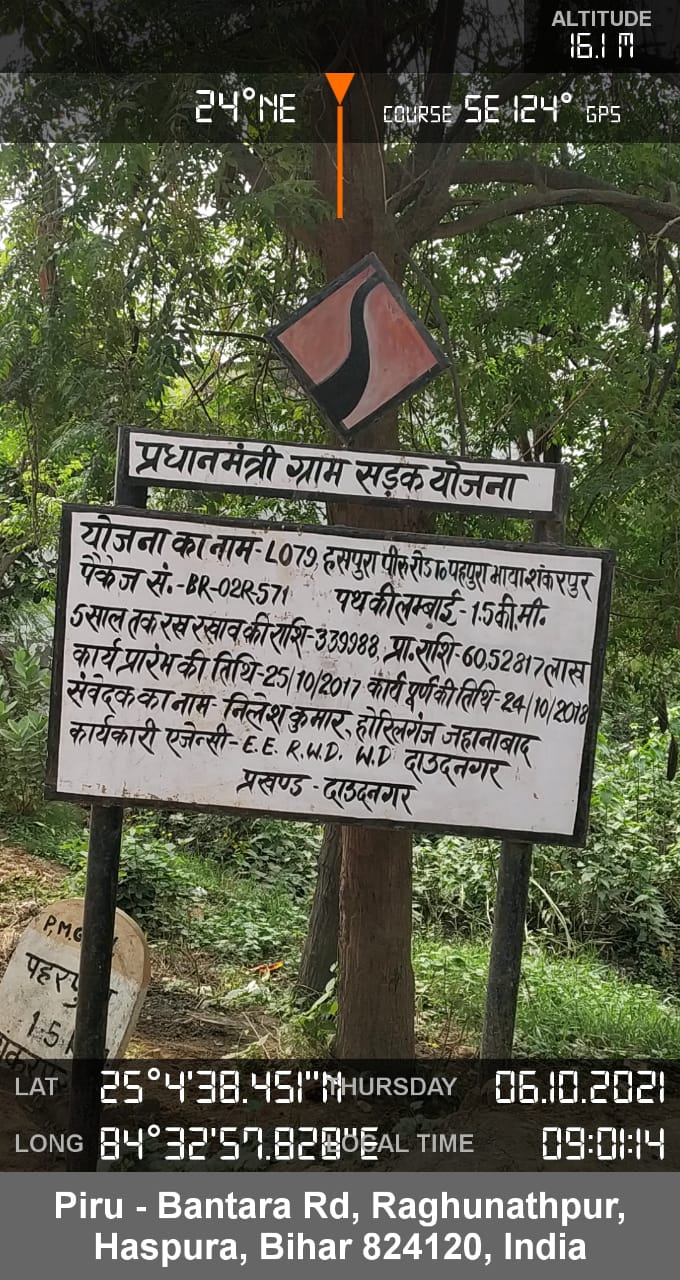 ALTITUDE
16.1 M
24°NE
COURSE SE 124° GPS
प्रधानमंत्री ग्राम सड़क योजना
योजना का नाम-L079, हसपुरा पीरू रोड to पहपुरा भाया शंकरपुर
पैकेज सं.-BR-02R-571 पथ की लम्बाई-1.5 की.मी.
5 साल तक रख रखाव की राशि-339988, प्रा. राशि-60,52817 लाख
कार्य प्रारंभ की तिथि-25/10/2017 कार्य पूर्ण की तिथि-24/10/2018
संवेदक का नाम- निलेश कुमार, होरिलगंज जहानाबाद
कार्यकारी एजेन्सी-E.E. R.W.D. W.D दाउदनगर
प्रखण्ड-दाउदनगर
पहरपु
1.5
LAT 25°4'38.451"N THURSDAY 06.10.2021
LONG 84°32'57.828"E LOCAL TIME 09:01:14
Piru - Bantara Rd, Raghunathpur,
Haspura, Bihar 824120, India